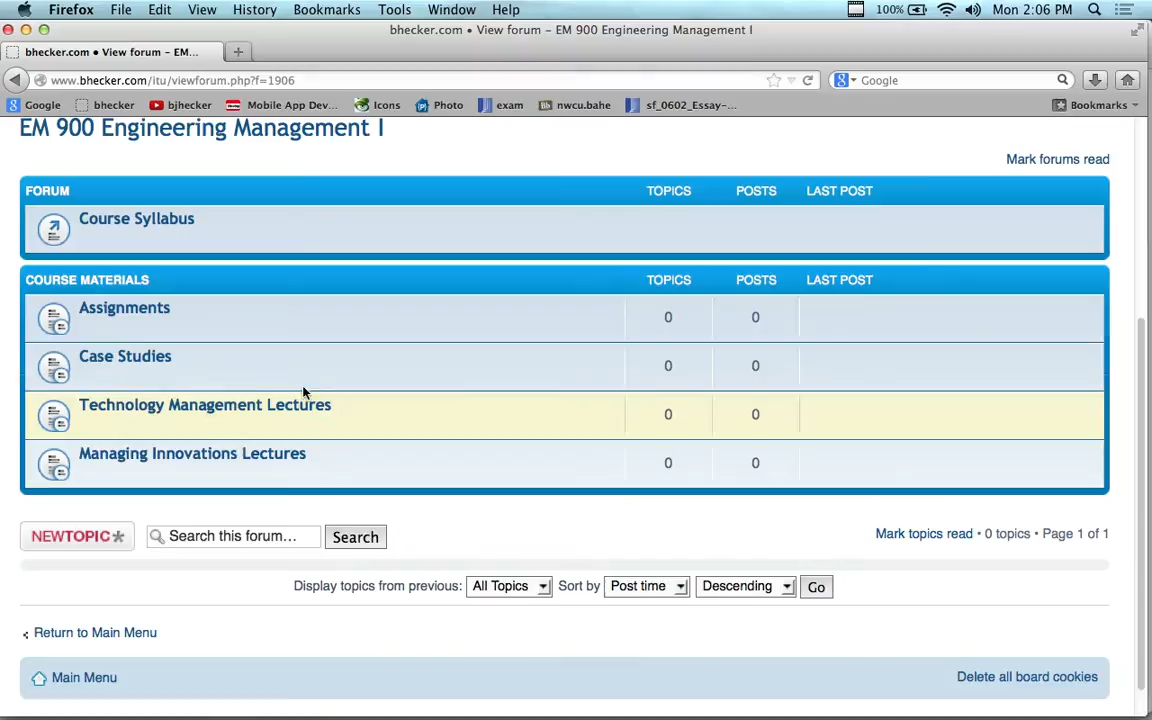 Firefox File Edit View History Bookmarks Tools Window Help 100% Mon 2:06 PM
bhecker.com • View forum - EM 900 Engineering Management I
bhecker.com • View forum - EM... +
www.bhecker.com/itu/viewforum.php?f=1906 Google
Google bhecker bjhecker Mobile App Dev... Icons Photo exam nwcu.bahe sf_0602_Essay-... Bookmarks
EM 900 Engineering Management I
Mark forums read
FORUM TOPICS POSTS LAST POST
Course Syllabus
COURSE MATERIALS TOPICS POSTS LAST POST
Assignments 0 0
Case Studies 0 0
Technology Management Lectures 0 0
Managing Innovations Lectures 0 0
NEWTOPIC* Search this forum... Search Mark topics read • 0 topics • Page 1 of 1
Display topics from previous: All Topics Sort by Post time Descending Go
Return to Main Menu
Main Menu Delete all board cookies